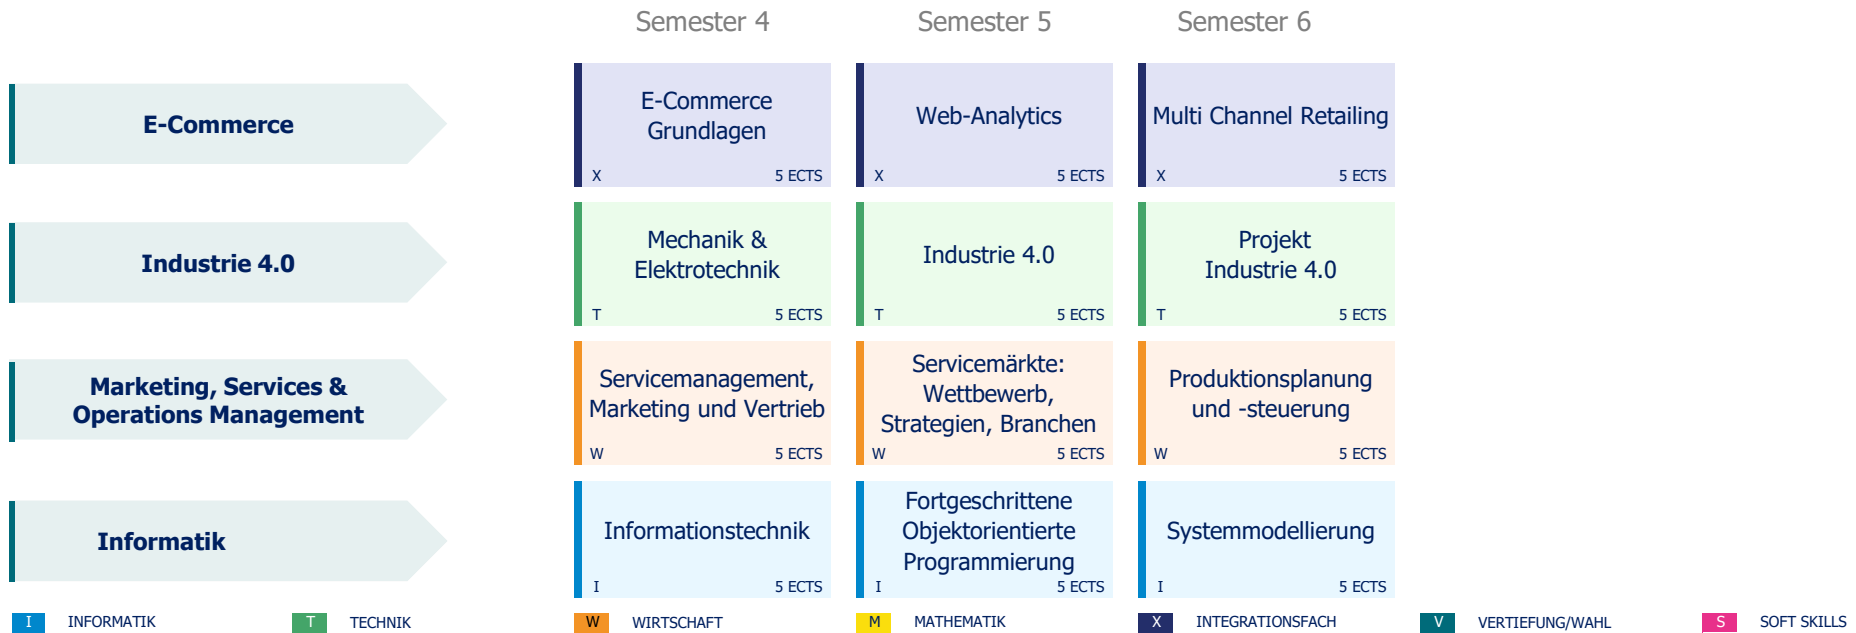 Semester 4
Semester 5
Semester 6
E-Commerce
E-Commerce
Grundlagen
X
5 ECTS
Web-Analytics
X
5 ECTS
Multi Channel Retailing
X
5 ECTS
Industrie 4.0
Mechanik &
Elektrotechnik
T
5 ECTS
Industrie 4.0
T
5 ECTS
Projekt
Industrie 4.0
T
5 ECTS
Marketing, Services &
Operations Management
Servicemanagement,
Marketing und Vertrieb
W
5 ECTS
Servicemärkte:
Wettbewerb,
Strategien, Branchen
W
5 ECTS
Produktionsplanung
und -steuerung
W
5 ECTS
Informatik
Informationstechnik
I
5 ECTS
Fortgeschrittene
Objektorientierte
Programmierung
I
5 ECTS
Systemmodellierung
I
5 ECTS
I INFORMATIK
T TECHNIK
W WIRTSCHAFT
M MATHEMATIK
X INTEGRATIONSFACH
V VERTIEFUNG/WAHL
S SOFT SKILLS